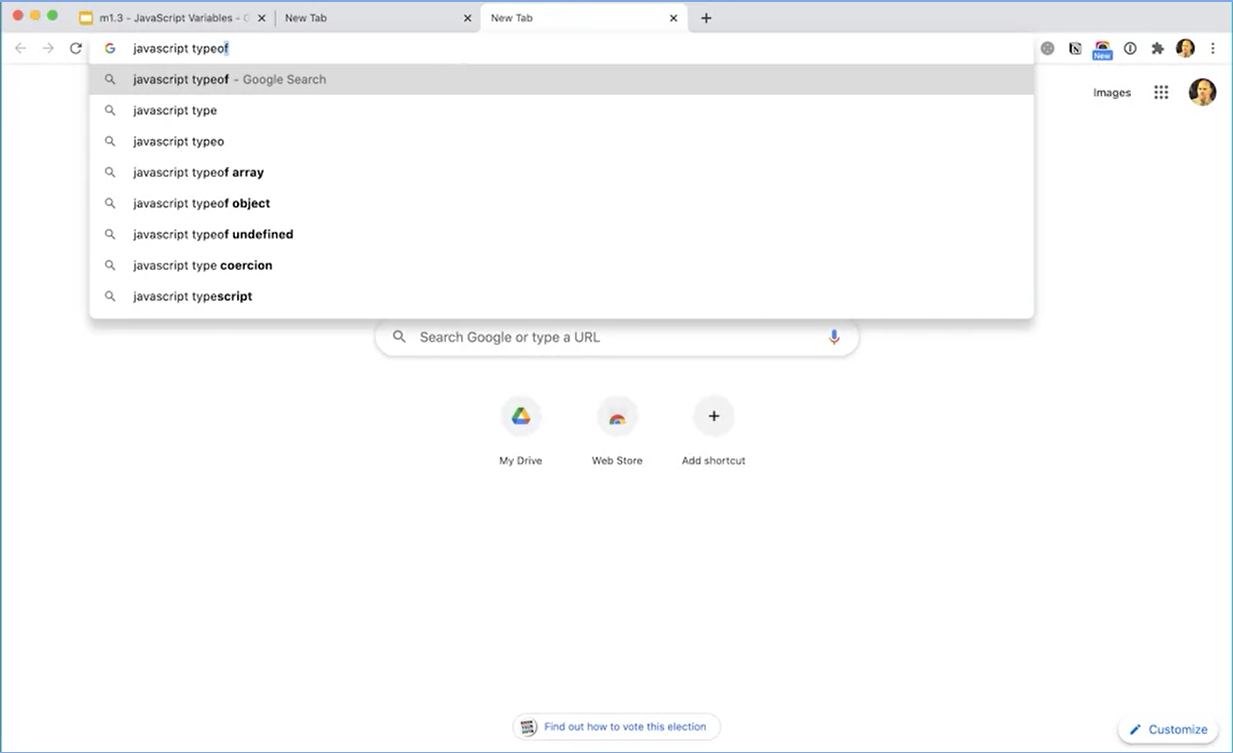 m1.3 - JavaScript Variables -
New Tab
New Tab
javascript typeof
New
javascript typeof - Google Search
javascript type
Images
javascript typeo
javascript typeof array
javascript typeof object
javascript typeof undefined
javascript type coercion
javascript typescript
Search Google or type a URL
My Drive
Web Store
Add shortcut
Find out how to vote this election
Customize